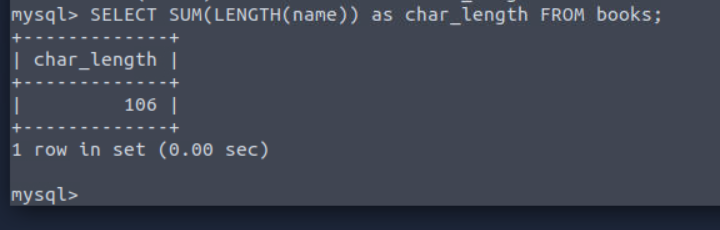 mysql> SELECT SUM(LENGTH(name)) as char_length FROM books;
+-------------+
| char_length |
+-------------+
|         106 |
+-------------+
1 row in set (0.00 sec)
mysql>